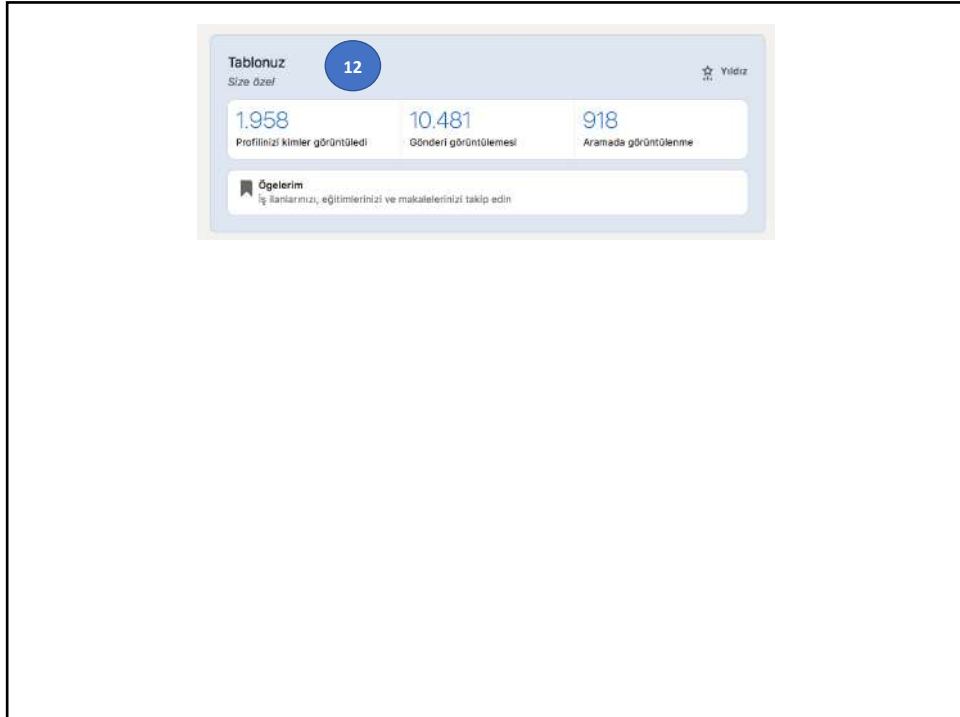 Tablonuz
12
Size özel
Yıldız
1.958
10.481
918
Profilinizi kimler görüntüledi
Gönderi görüntülemesi
Aramada görüntülenme
Ögelerim
İş ilanlarınızı, eğitimlerinizi ve makalelerinizi takip edin